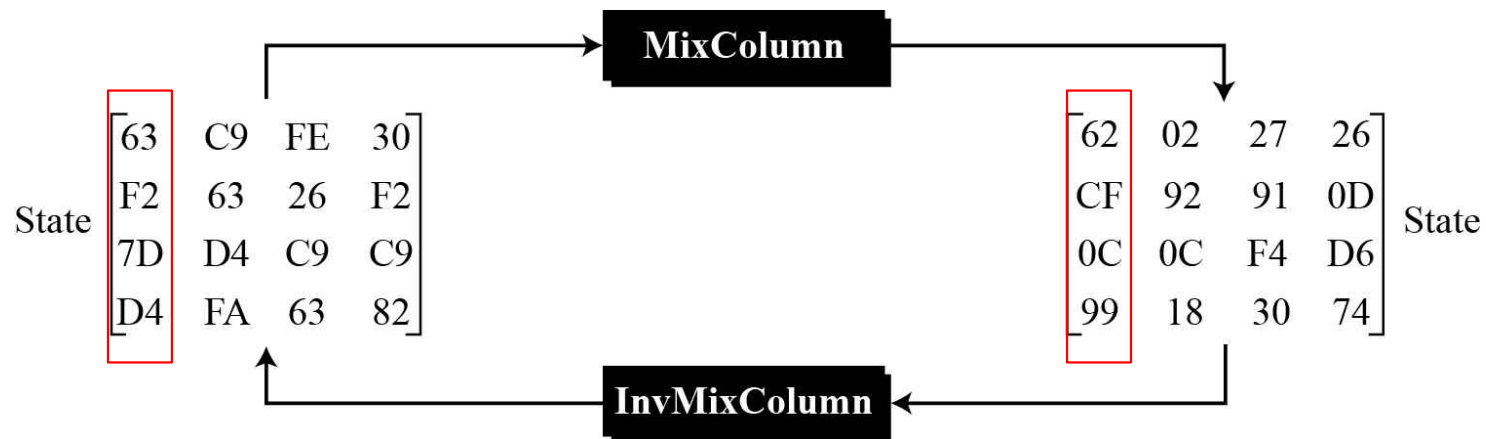 MixColumn
63 C9 FE 30 62 02 27 26
F2 63 26 F2 CF 92 91 0D
State State
7D D4 C9 C9 0C 0C F4 D6
D4 FA 63 82 99 18 30 74
InvMixColumn